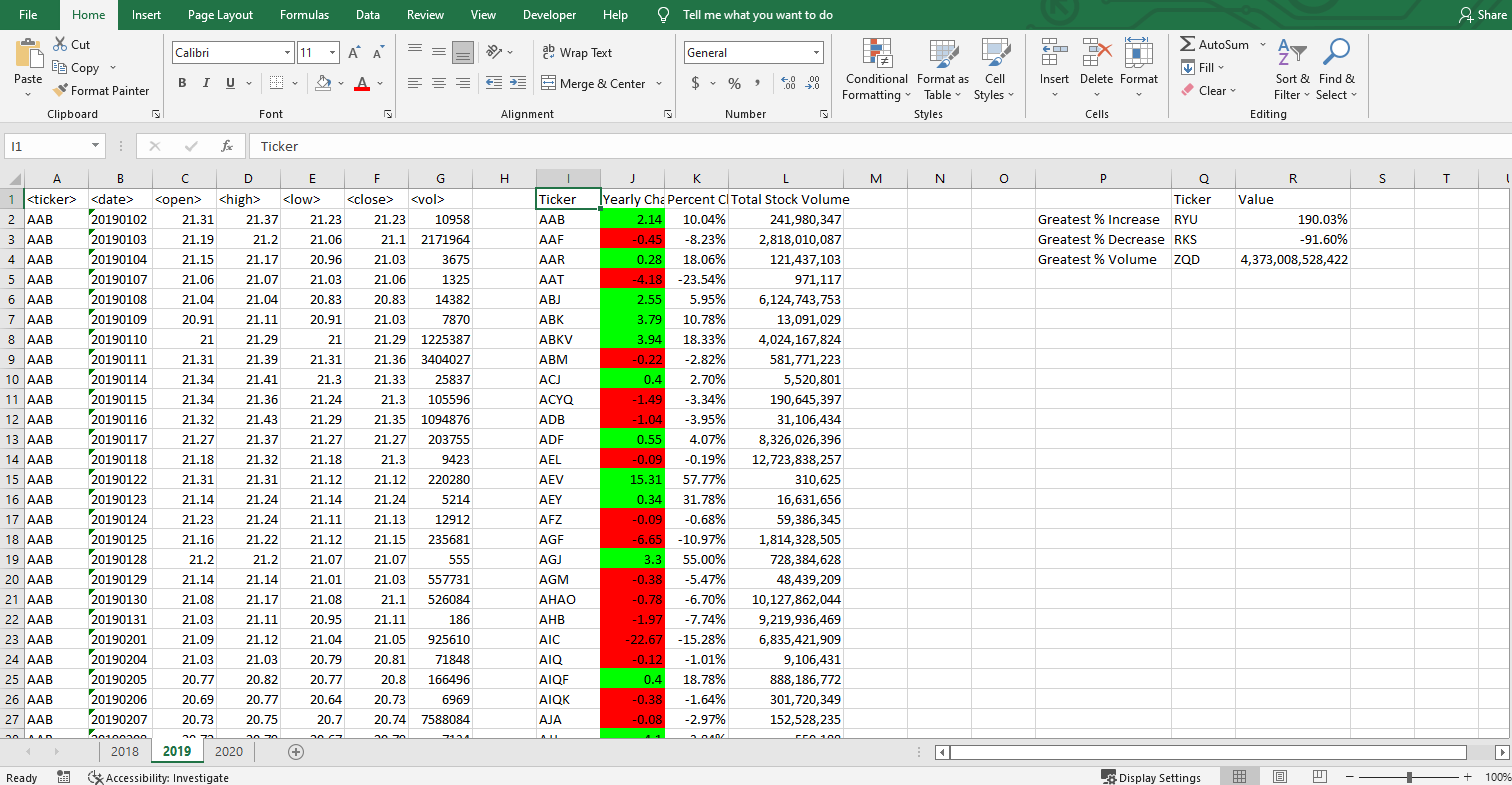 File Home Insert Page Layout Formulas Data Review View Developer Help Tell me what you want to do Share
Paste Cut Copy Format Painter Clipboard
Calibri 11 A A B I U A Font
Wrap Text Merge & Center Alignment
General $ % , .00 Number
Conditional Formatting Format as Table Cell Styles Styles
Insert Delete Format Cells
AutoSum Fill Clear Sort & Filter Find & Select Editing
I1 fx Ticker
A B C D E F G H I J K L M N O P Q R S T
1 <ticker> <date> <open> <high> <low> <close> <vol> Ticker Yearly Cha Percent Cl Total Stock Volume Ticker Value
2 AAB 20190102 21.31 21.37 21.23 21.23 10958 AAB 2.14 10.04% 241,980,347 Greatest % Increase RYU 190.03%
3 AAB 20190103 21.19 21.2 21.06 21.1 2171964 AAF -0.45 -8.23% 2,818,010,087 Greatest % Decrease RKS -91.60%
4 AAB 20190104 21.15 21.17 20.96 21.03 3675 AAR 0.28 18.06% 121,437,103 Greatest % Volume ZQD 4,373,008,528,422
5 AAB 20190107 21.06 21.07 21.03 21.06 1325 AAT -4.18 -23.54% 971,117
6 AAB 20190108 21.04 21.04 20.83 20.83 14382 ABJ 2.55 5.95% 6,124,743,753
7 AAB 20190109 20.91 21.11 20.91 21.03 7870 ABK 3.79 10.78% 13,091,029
8 AAB 20190110 21 21.29 21 21.29 1225387 ABKV 3.94 18.33% 4,024,167,824
9 AAB 20190111 21.31 21.39 21.31 21.36 3404027 ABM -0.22 -2.82% 581,771,223
10 AAB 20190114 21.34 21.41 21.3 21.33 25837 ACJ 0.4 2.70% 5,520,801
11 AAB 20190115 21.34 21.36 21.24 21.3 105596 ACYQ -1.49 -3.34% 190,645,397
12 AAB 20190116 21.32 21.43 21.29 21.35 1094876 ADB -1.04 -3.95% 31,106,434
13 AAB 20190117 21.27 21.37 21.27 21.27 203755 ADF 0.55 4.07% 8,326,026,396
14 AAB 20190118 21.18 21.32 21.18 21.3 9423 AEL -0.09 -0.19% 12,723,838,257
15 AAB 20190122 21.31 21.31 21.12 21.12 220280 AEV 15.31 57.77% 310,625
16 AAB 20190123 21.14 21.24 21.14 21.24 5214 AEY 0.34 31.78% 16,631,656
17 AAB 20190124 21.23 21.24 21.11 21.13 12912 AFZ -0.09 -0.68% 59,386,345
18 AAB 20190125 21.16 21.22 21.12 21.15 235681 AGF -6.65 -10.97% 1,814,328,505
19 AAB 20190128 21.2 21.2 21.07 21.07 555 AGJ 3.3 55.00% 728,384,628
20 AAB 20190129 21.14 21.14 21.01 21.03 557731 AGM -0.38 -5.47% 48,439,209
21 AAB 20190130 21.08 21.17 21.08 21.1 526084 AHAO -0.78 -6.70% 10,127,862,044
22 AAB 20190131 21.03 21.11 20.95 21.11 186 AHB -1.97 -7.74% 9,219,936,469
23 AAB 20190201 21.09 21.12 21.04 21.05 925610 AIC -22.67 -15.28% 6,835,421,909
24 AAB 20190204 21.03 21.03 20.79 20.81 71848 AIQ -0.12 -1.01% 9,106,431
25 AAB 20190205 20.77 20.82 20.77 20.8 166496 AIQF 0.4 18.78% 888,186,772
26 AAB 20190206 20.69 20.77 20.64 20.73 6969 AIQK -0.38 -1.64% 301,720,349
27 AAB 20190207 20.73 20.75 20.7 20.74 7588084 AJA -0.08 -2.97% 152,528,235
2018 2019 2020
Ready Accessibility: Investigate Display Settings 100%